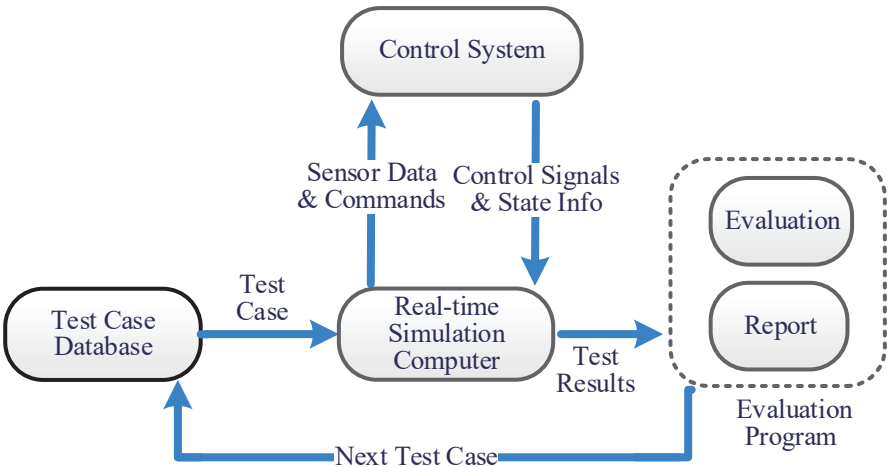 Control System
Sensor Data
& Commands
Control Signals
& State Info
Evaluation
Test
Case
Test Case
Database
Real-time
Simulation
Computer
Report
Test
Results
Evaluation
Program
Next Test Case